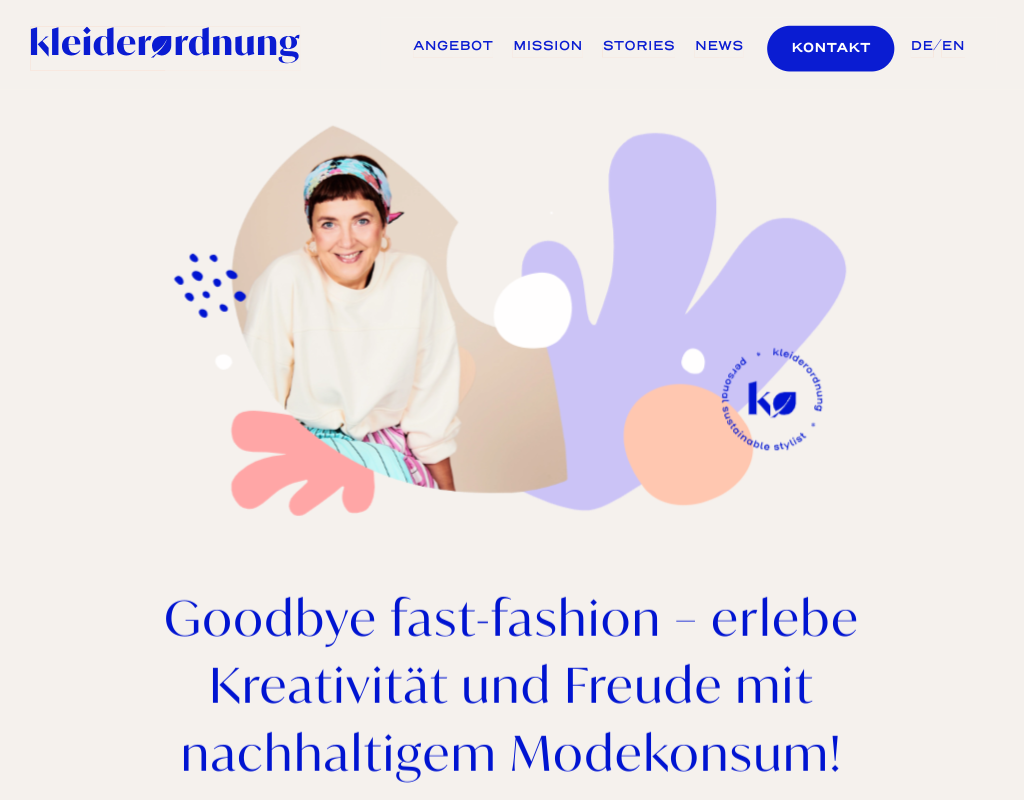 kleiderordnung
ANGEBOT MISSION STORIES NEWS KONTAKT DE/EN
kleiderordnung * personal sustainable stylist *
ko
Goodbye fast-fashion – erlebe
Kreativität und Freude mit
nachhaltigem Modekonsum!